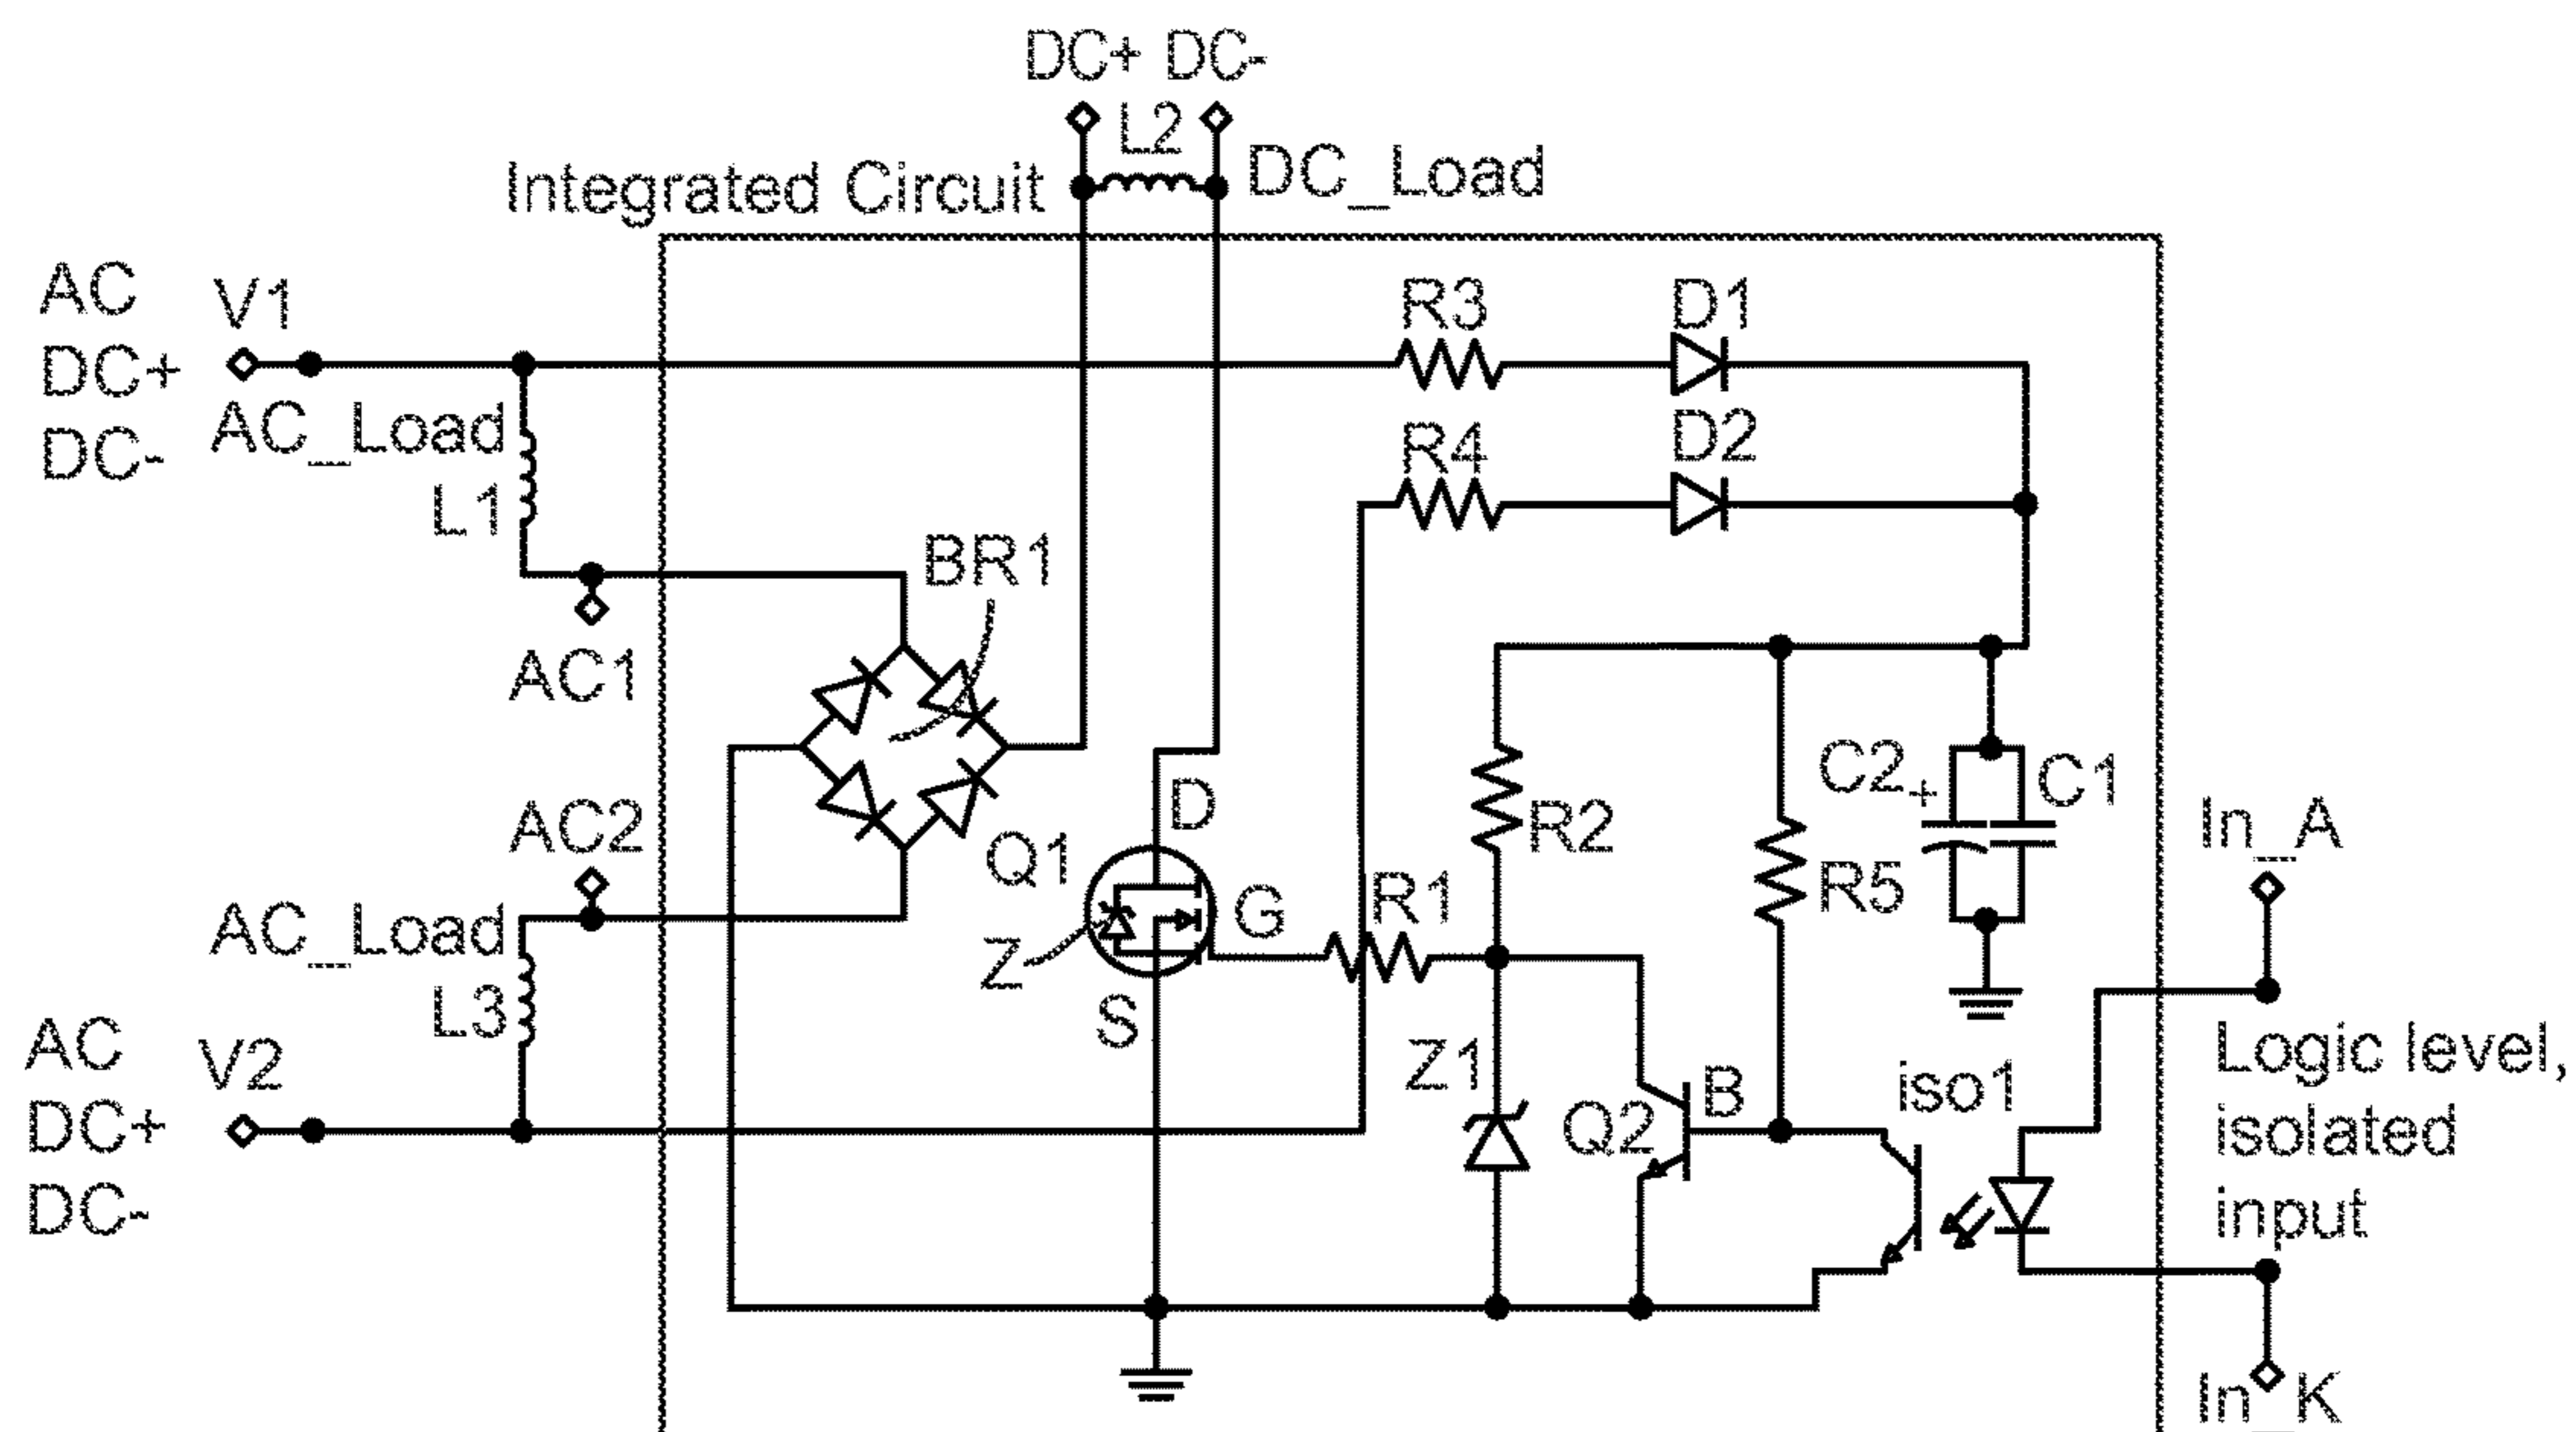 DC+ DC-
L2
Integrated Circuit
DC_Load
AC
DC+
DC-
V1
AC_Load
L1
R3
D1
R4
D2
BR1
AC1
AC2
AC_Load
L3
AC
DC+
DC-
V2
Q1
D
G
S
Z
R1
R2
R5
C2
+
C1
Z1
Q2
B
iso1
In_A
Logic level,
isolated
input
In_K